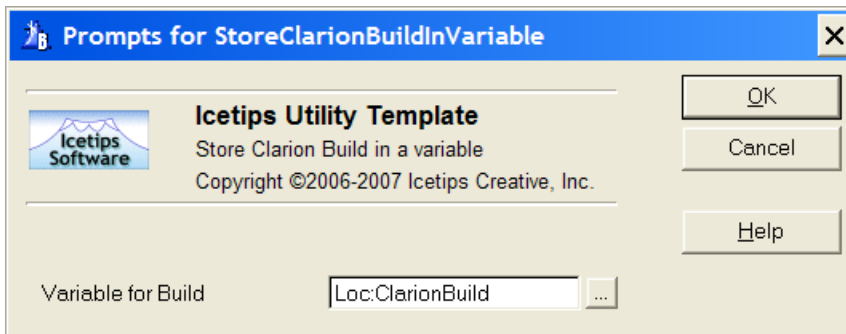 Prompts for StoreClarionBuildInVariable
Icetips Software
Icetips Utility Template
Store Clarion Build in a variable
Copyright ©2006-2007 Icetips Creative, Inc.
OK
Cancel
Help
Variable for Build
Loc:ClarionBuild
...